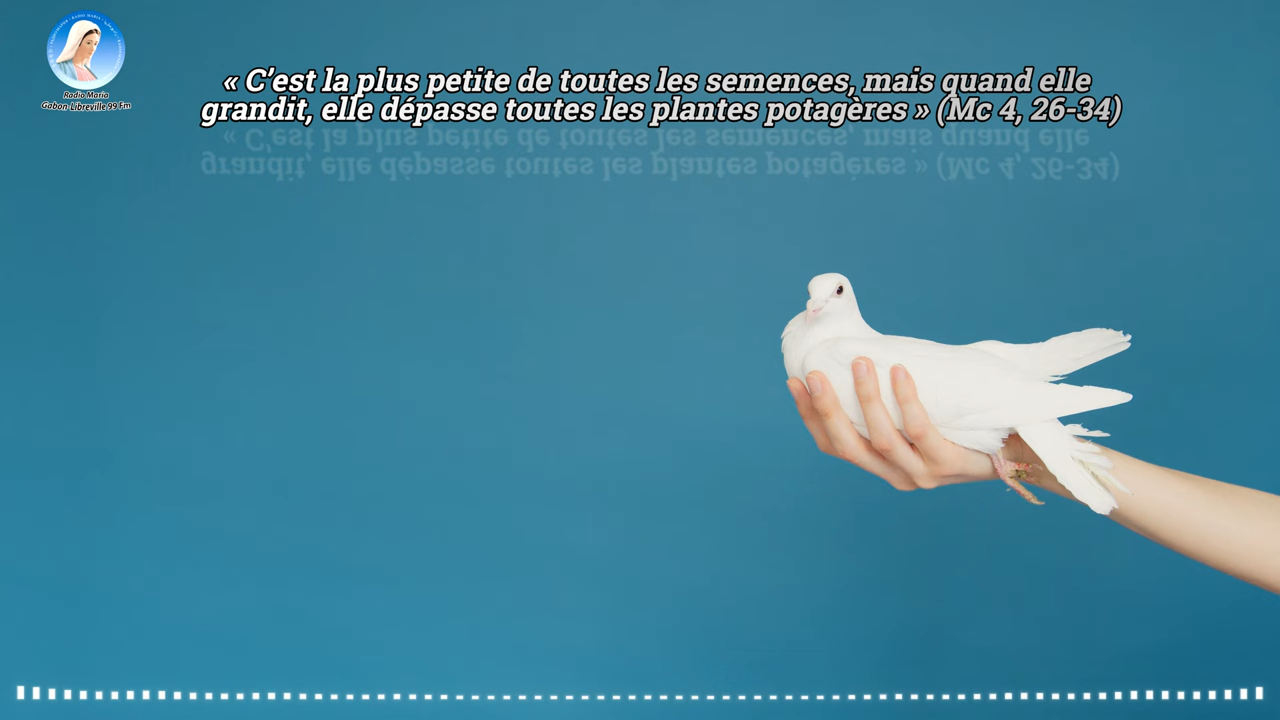 Radio Maria
Gabon, Libreville 99 Fm
« C’est la plus petite de toutes les semences, mais quand elle
grandit, elle dépasse toutes les plantes potagères » (Mc 4, 26-34)